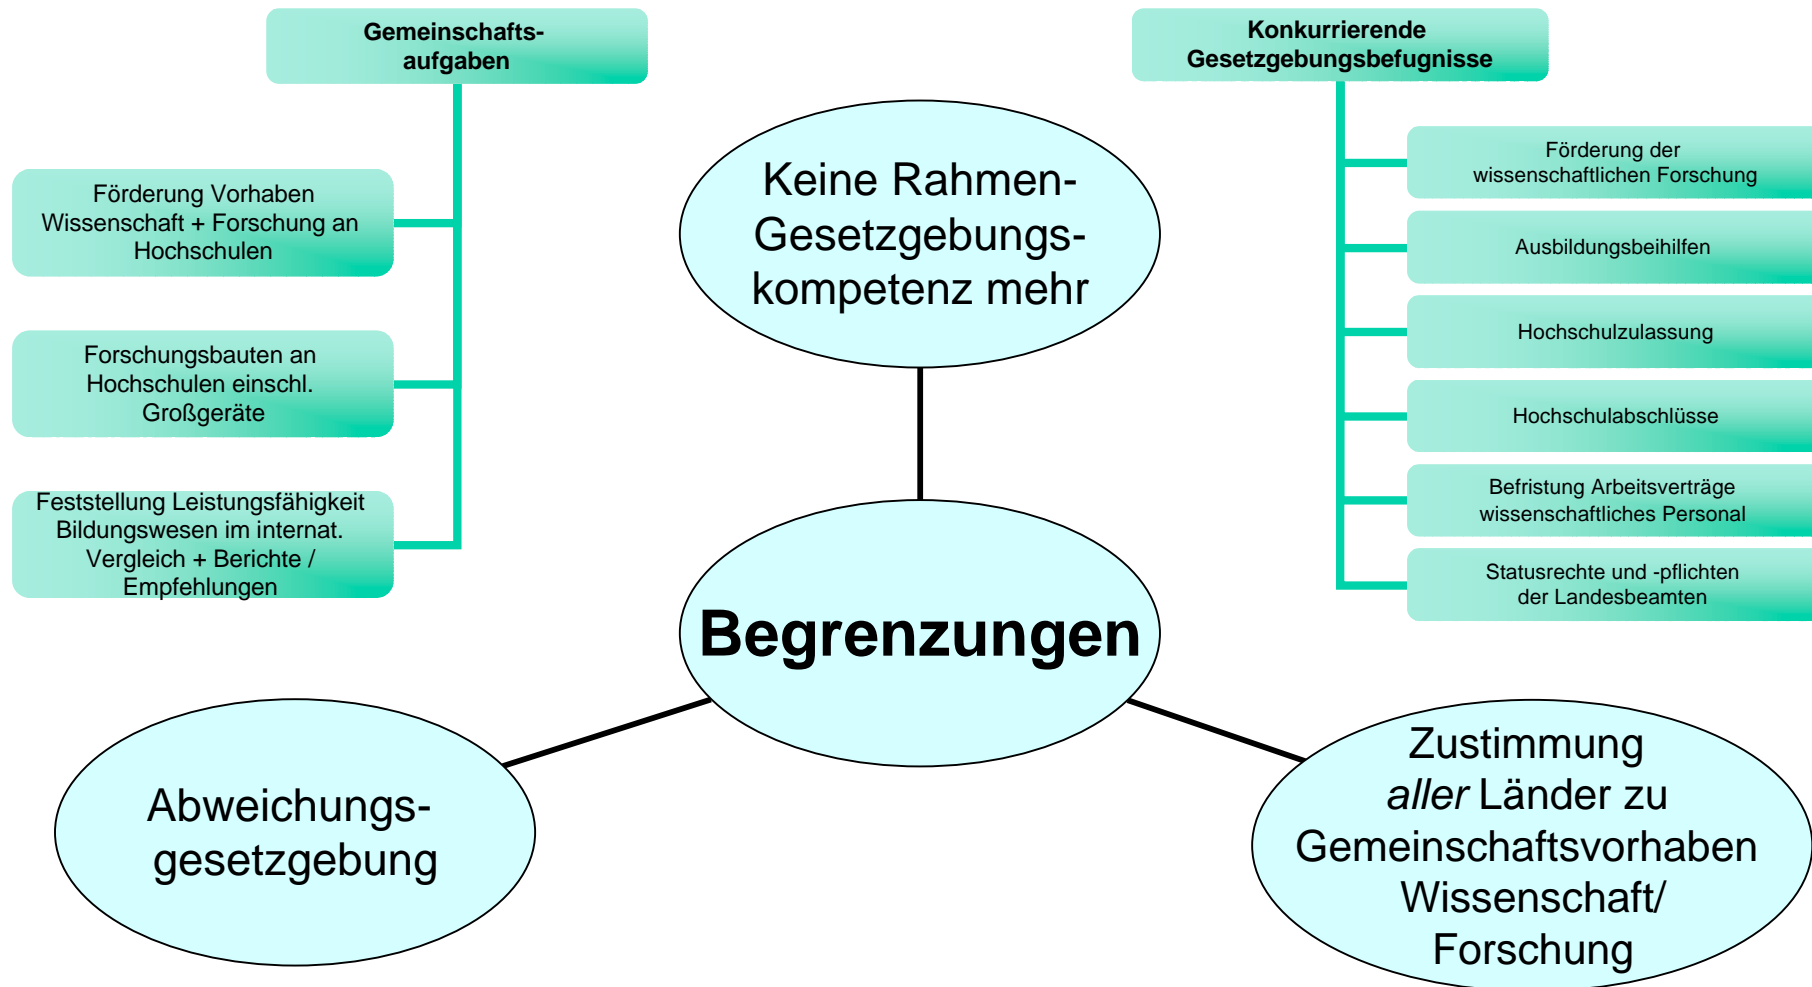 Gemeinschafts-
aufgaben
Förderung Vorhaben
Wissenschaft + Forschung an
Hochschulen
Forschungsbauten an
Hochschulen einschl.
Großgeräte
Feststellung Leistungsfähigkeit
Bildungswesen im internat.
Vergleich + Berichte /
Empfehlungen
Konkurrierende
Gesetzgebungsbefugnisse
Förderung der
wissenschaftlichen Forschung
Ausbildungsbeihilfen
Hochschulzulassung
Hochschulabschlüsse
Befristung Arbeitsverträge
wissenschaftliches Personal
Statusrechte und -pflichten
der Landesbeamten
Keine Rahmen-
Gesetzgebungs-
kompetenz mehr
Begrenzungen
Abweichungs-
gesetzgebung
Zustimmung
aller Länder zu
Gemeinschaftsvorhaben
Wissenschaft/
Forschung